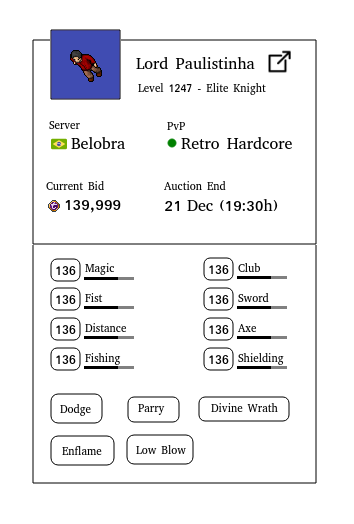 Lord Paulistinha
Level 1247 - Elite Knight
Server PvP
Belobra Retro Hardcore
Current Bid Auction End
139,999 21 Dec (19:30h)
136 Magic 136 Club
136 Fist 136 Sword
136 Distance 136 Axe
136 Fishing 136 Shielding
Dodge Parry Divine Wrath
Enflame Low Blow